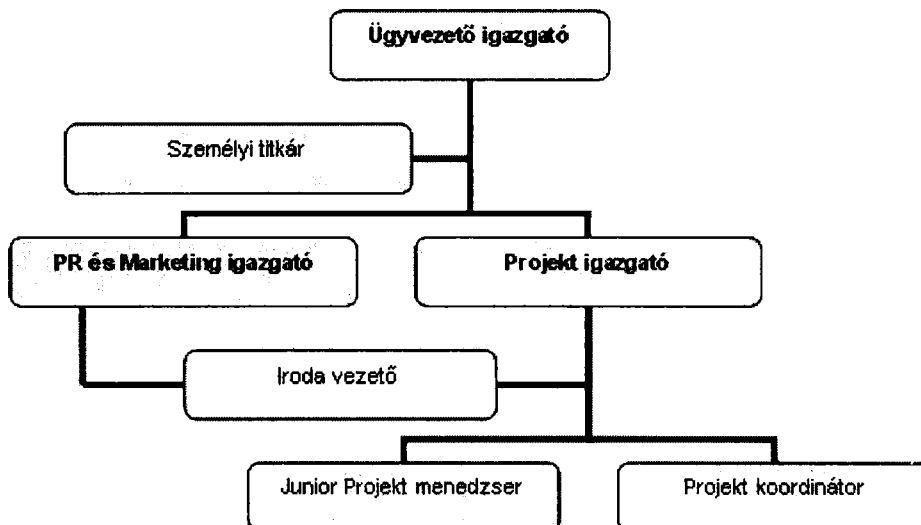 Ügyvezető igazgató
Személyi titkár
PR és Marketing igazgató
Projekt igazgató
Iroda vezető
Junior Projekt menedzser
Projekt koordinátor